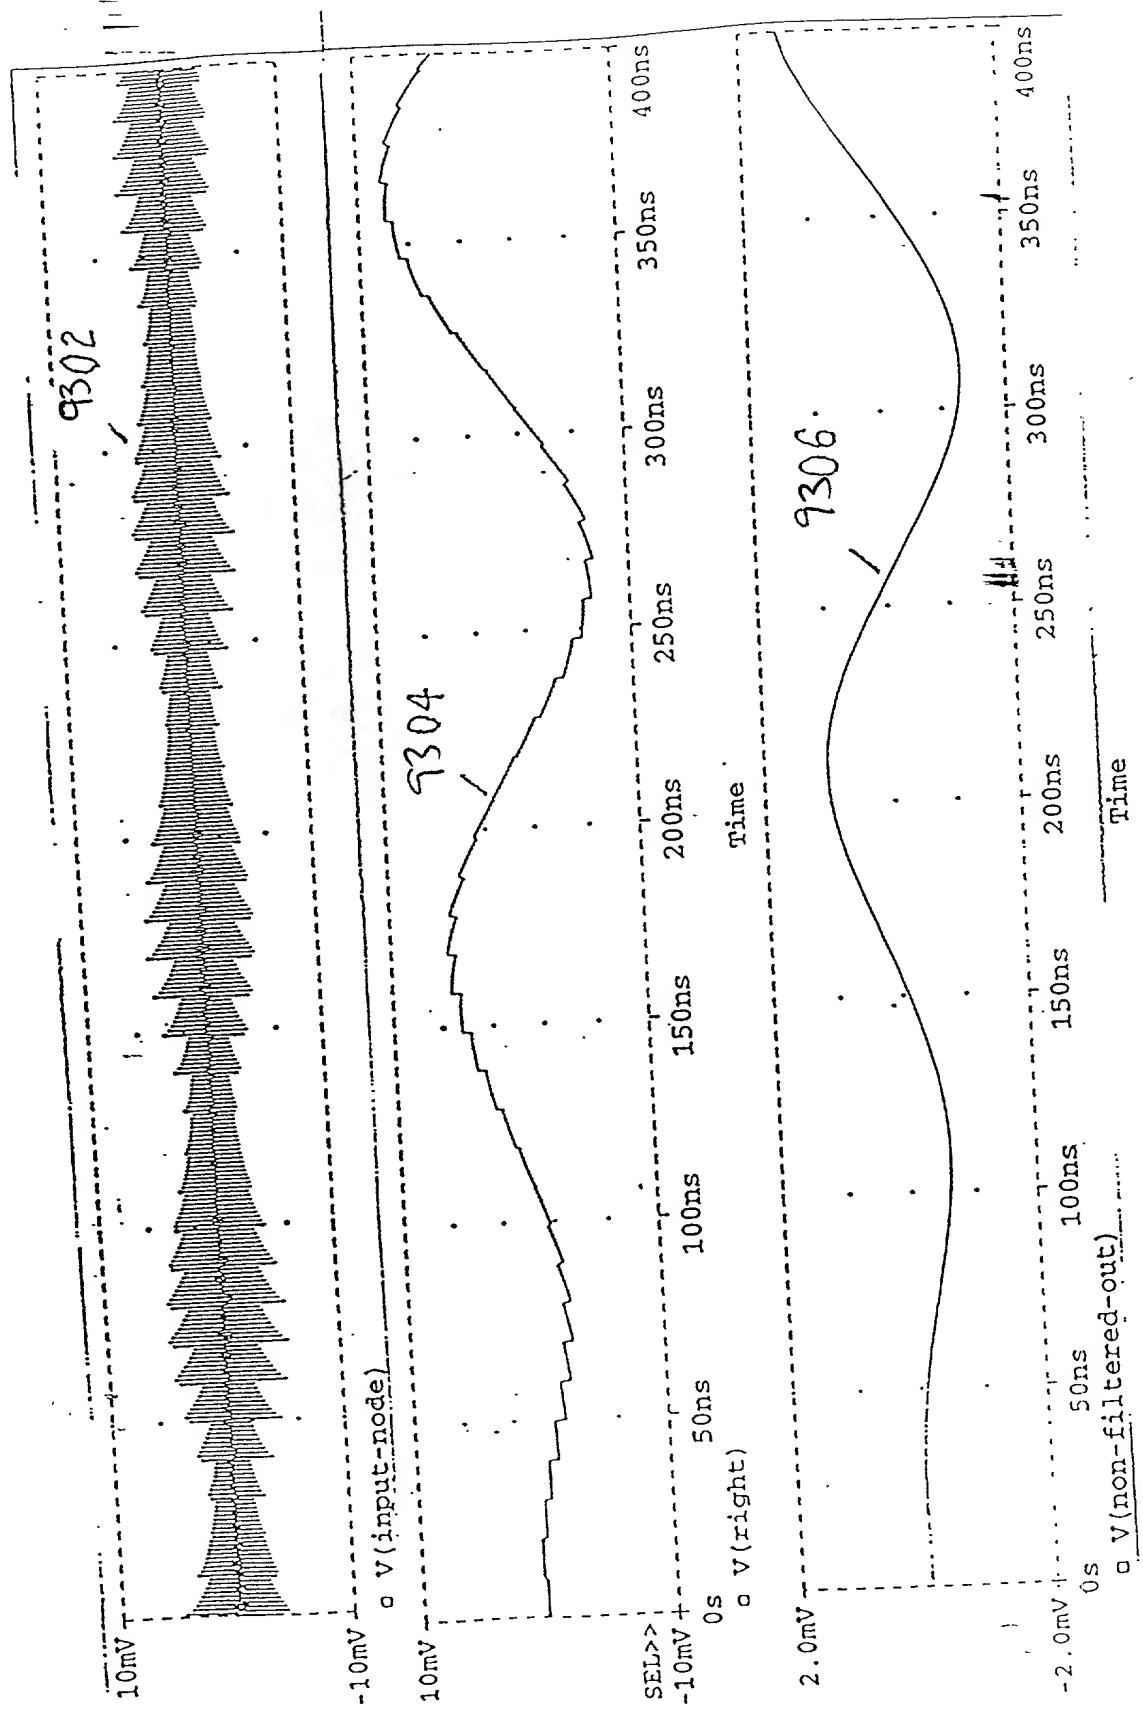 10mV
9302
-10mV
□ V(input-node)
10mV
9304
SEL>>
-10mV
0s 50ns 100ns 150ns 200ns 250ns 300ns 350ns 400ns
□ V(right)
Time
2.0mV
9306
-2.0mV
0s 50ns 100ns 150ns 200ns 250ns 300ns 350ns 400ns
□ V(non-filtered-out)
Time